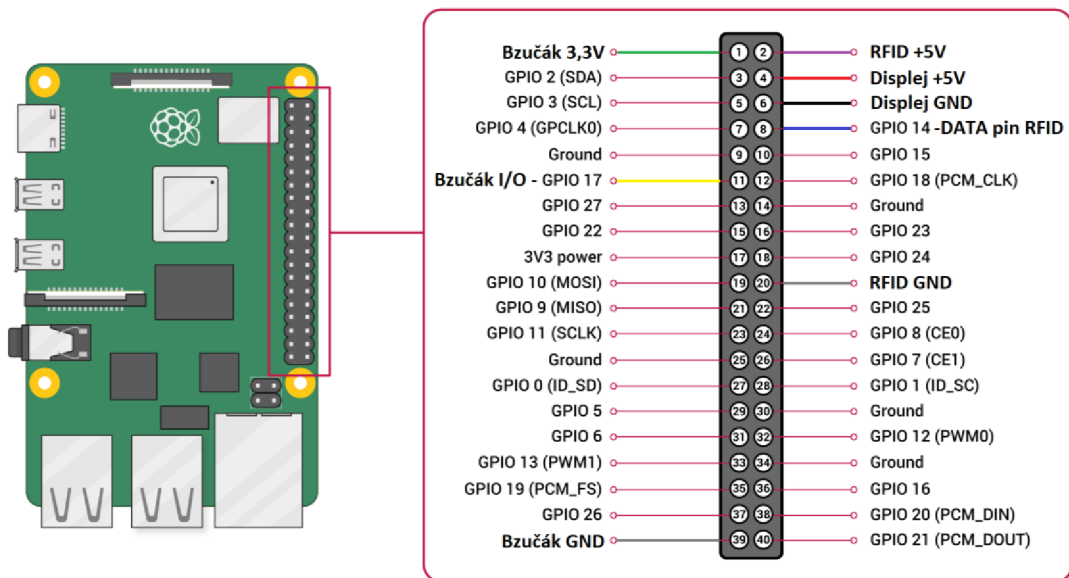 Bzučák 3,3V 1 2 RFID +5V
GPIO 2 (SDA) 3 4 Displej +5V
GPIO 3 (SCL) 5 6 Displej GND
GPIO 4 (GPCLK0) 7 8 GPIO 14 -DATA pin RFID
Ground 9 10 GPIO 15
Bzučák I/O - GPIO 17 11 12 GPIO 18 (PCM_CLK)
GPIO 27 13 14 Ground
GPIO 22 15 16 GPIO 23
3V3 power 17 18 GPIO 24
GPIO 10 (MOSI) 19 20 RFID GND
GPIO 9 (MISO) 21 22 GPIO 25
GPIO 11 (SCLK) 23 24 GPIO 8 (CE0)
Ground 25 26 GPIO 7 (CE1)
GPIO 0 (ID_SD) 27 28 GPIO 1 (ID_SC)
GPIO 5 29 30 Ground
GPIO 6 31 32 GPIO 12 (PWM0)
GPIO 13 (PWM1) 33 34 Ground
GPIO 19 (PCM_FS) 35 36 GPIO 16
GPIO 26 37 38 GPIO 20 (PCM_DIN)
Bzučák GND 39 40 GPIO 21 (PCM_DOUT)